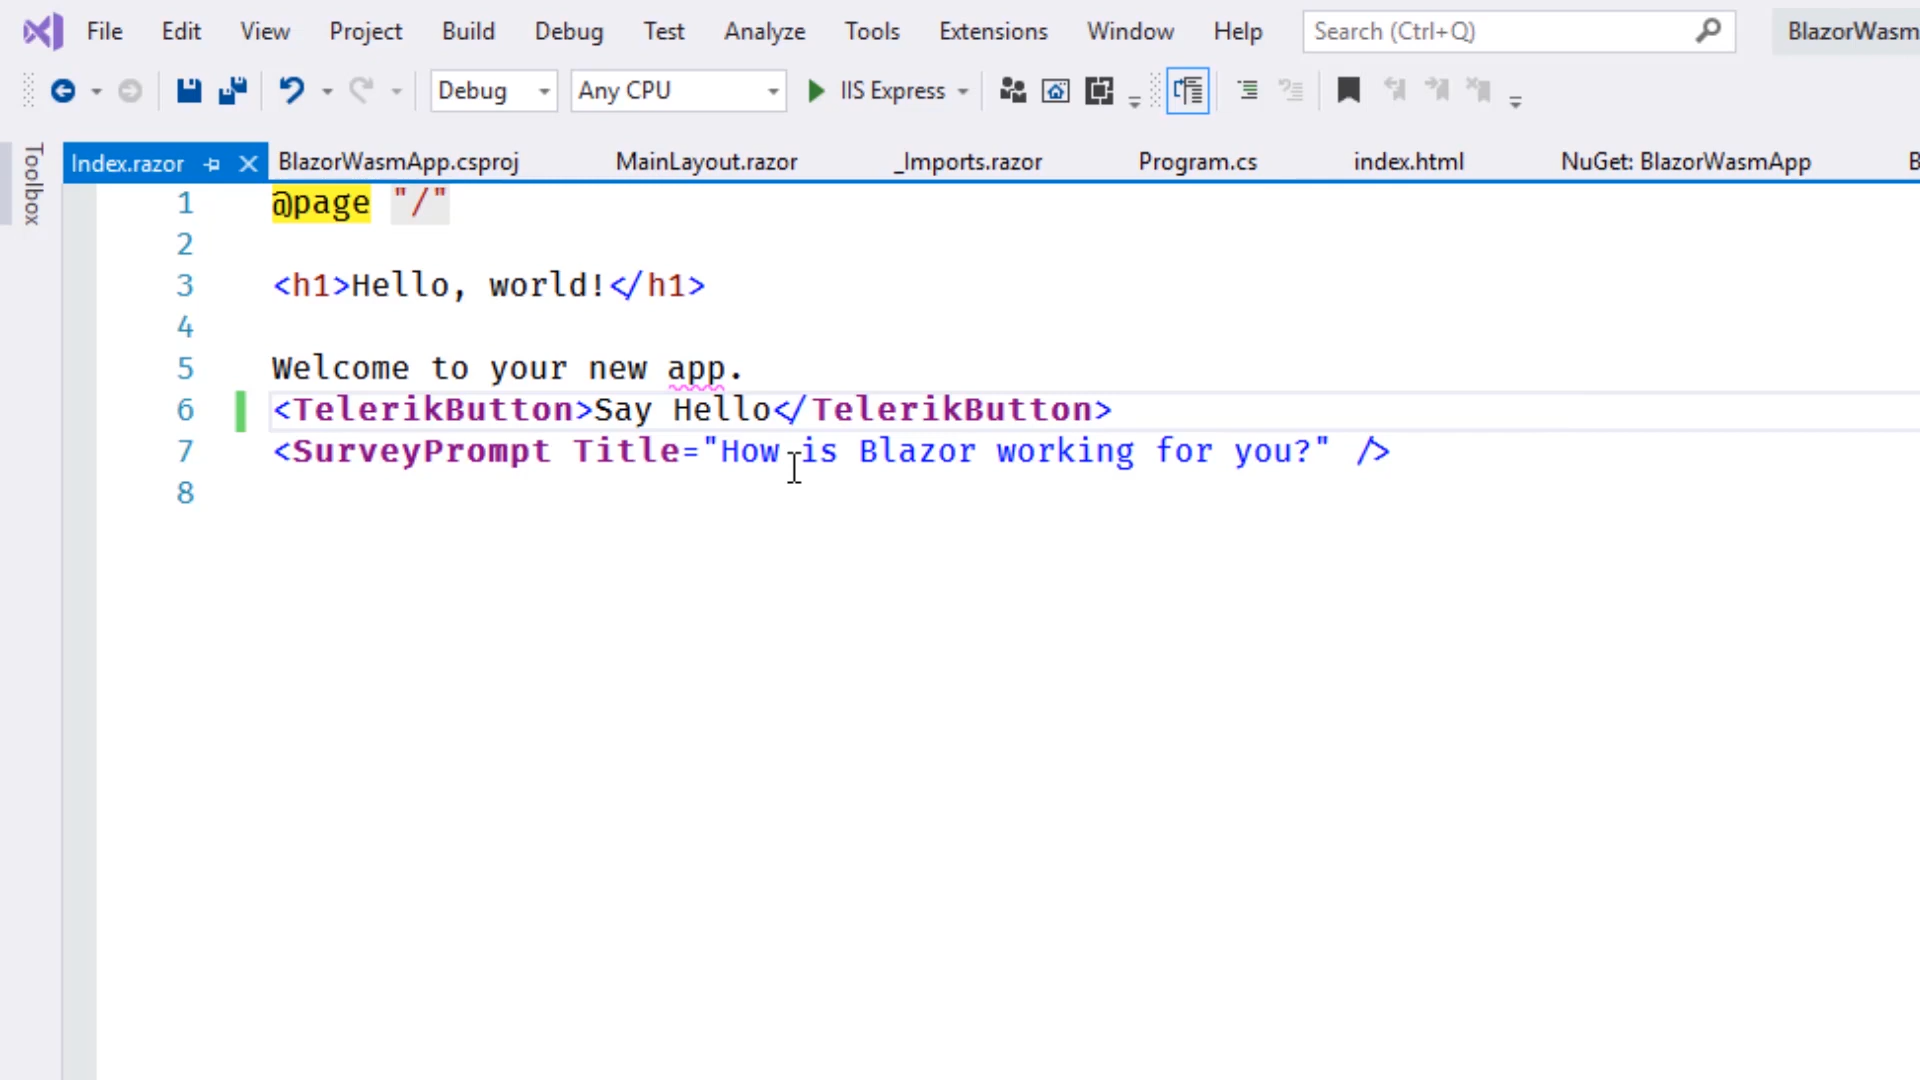 File Edit View Project Build Debug Test Analyze Tools Extensions Window Help Search (Ctrl+Q) BlazorWasm
Debug Any CPU IIS Express
Toolbox
Index.razor BlazorWasmApp.csproj MainLayout.razor _Imports.razor Program.cs index.html NuGet: BlazorWasmApp B
1 @page "/"
2
3 <h1>Hello, world!</h1>
4
5 Welcome to your new app.
6 <TelerikButton>Say Hello</TelerikButton>
7 <SurveyPrompt Title="How is Blazor working for you?" />
8